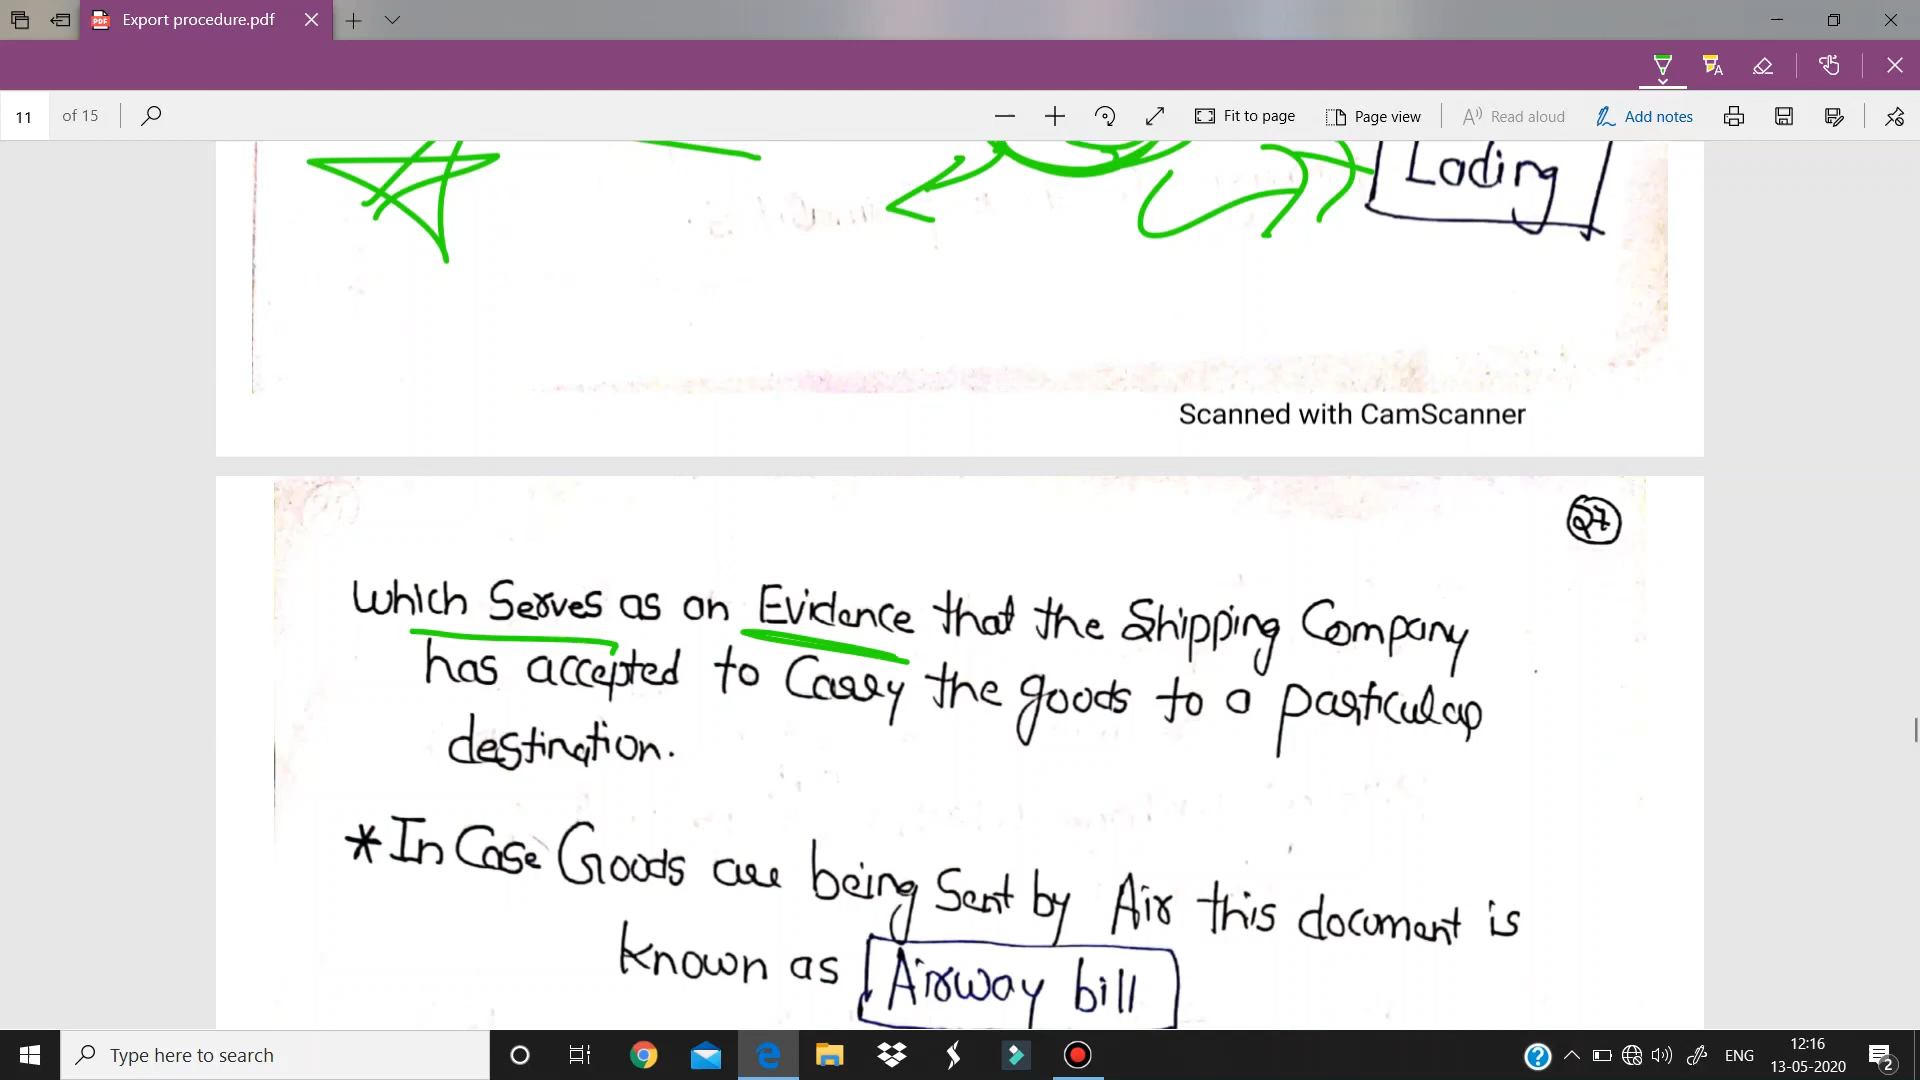 Export procedure.pdf
11 of 15
Fit to page
Page view
Read aloud
Add notes
Lading
Scanned with CamScanner
27
Which Serves as an Evidence that the Shipping Company
has accepted to Carry the goods to a particular
destination.
*In Case Goods are being Sent by Air this document is
known as Airway bill
Type here to search
ENG
12:16
13-05-2020
2